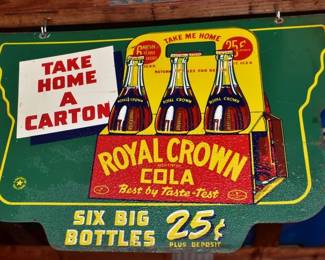 TAKE
HOME
A
CARTON
TAKE ME HOME
6
25¢
ROYAL CROWN
ROYAL CROWN
ROYAL CROWN
ROYAL CROWN
COLA
Best by Taste-Test
SIX BIG
BOTTLES
25¢
PLUS DEPOSIT